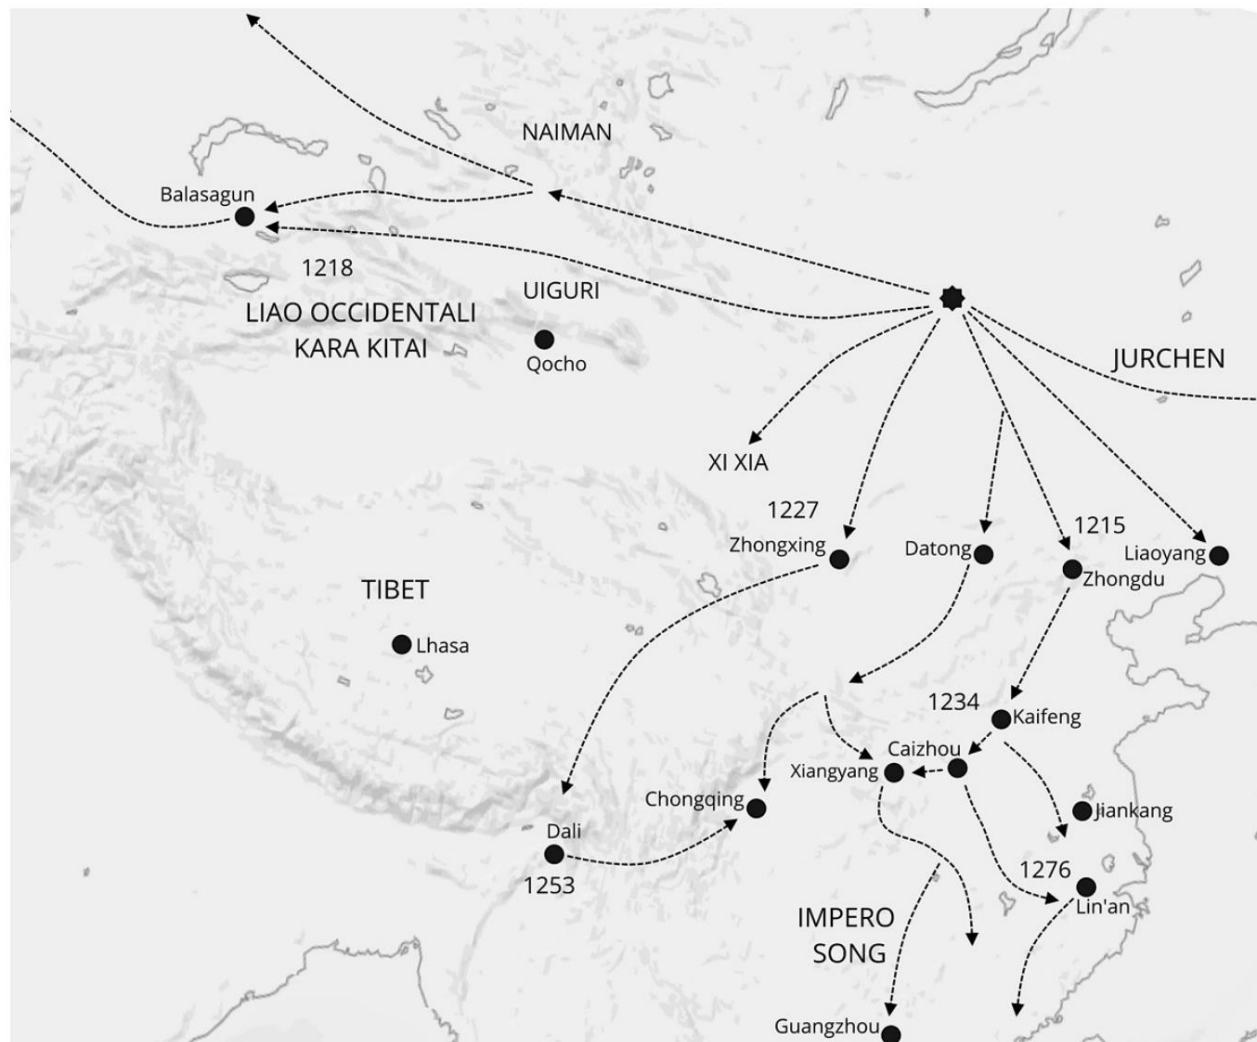 NAIMAN
Balasagun
1218
UIGURI
LIAO OCCIDENTALI
KARA KITAI
Qocho
JURCHEN
XI XIA
1227
Zhongxing
Datong
1215
Liaoyang
Zhongdu
TIBET
Lhasa
1234
Kaifeng
Caizhou
Xiangyang
Chongqing
Jiankang
Dali
1253
1276
Lin'an
IMPERO
SONG
Guangzhou